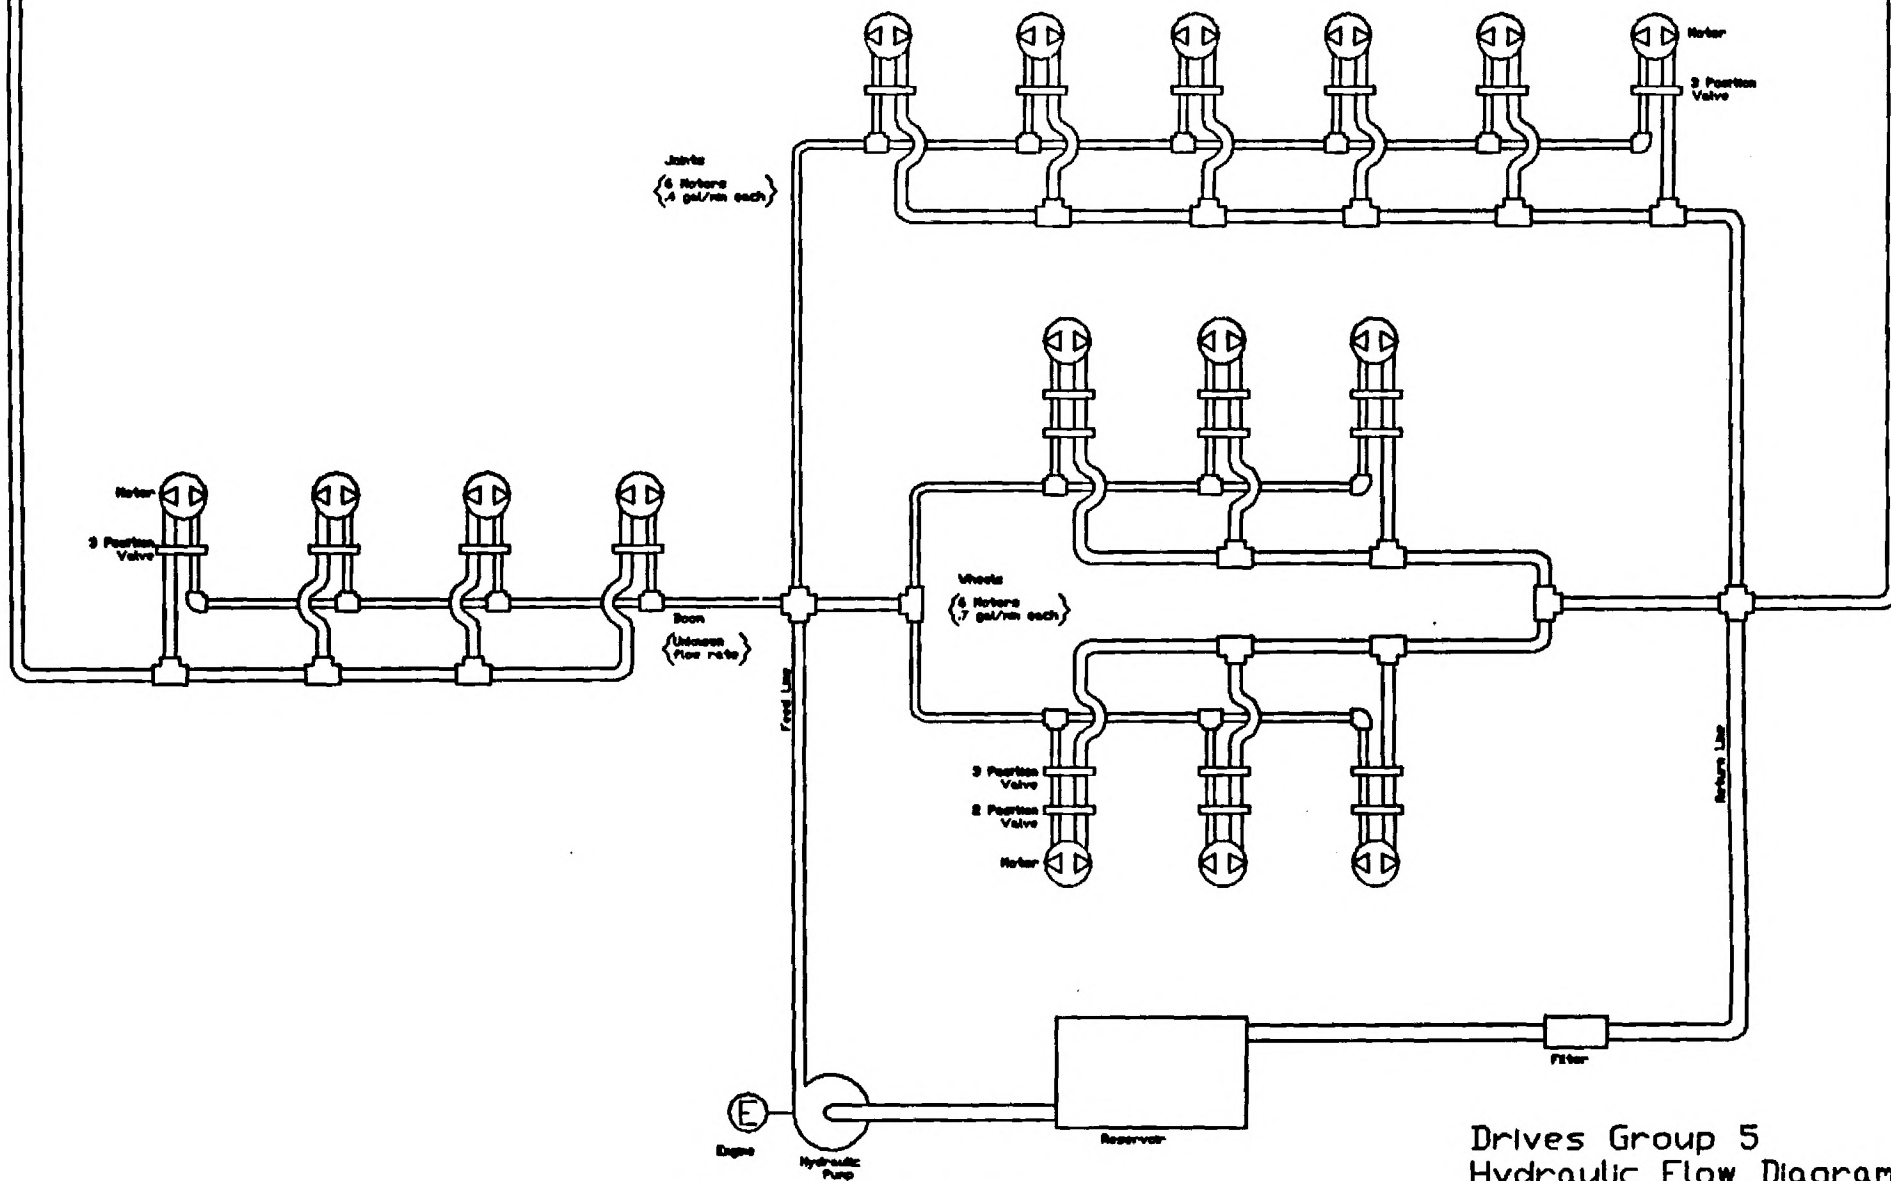 Motor
3 Position
Valve
Joints
6 Motors
.4 gal/min each
Motor
3 Position
Valve
Boom
Unknown
flow rate
Wheels
6 Motors
.7 gal/min each
Feed Line
3 Position
Valve
2 Position
Valve
Motor
Return Line
Filter
E
Engine
Hydraulic
Pump
Reservoir
Drives Group 5
Hydraulic Flow Diagram